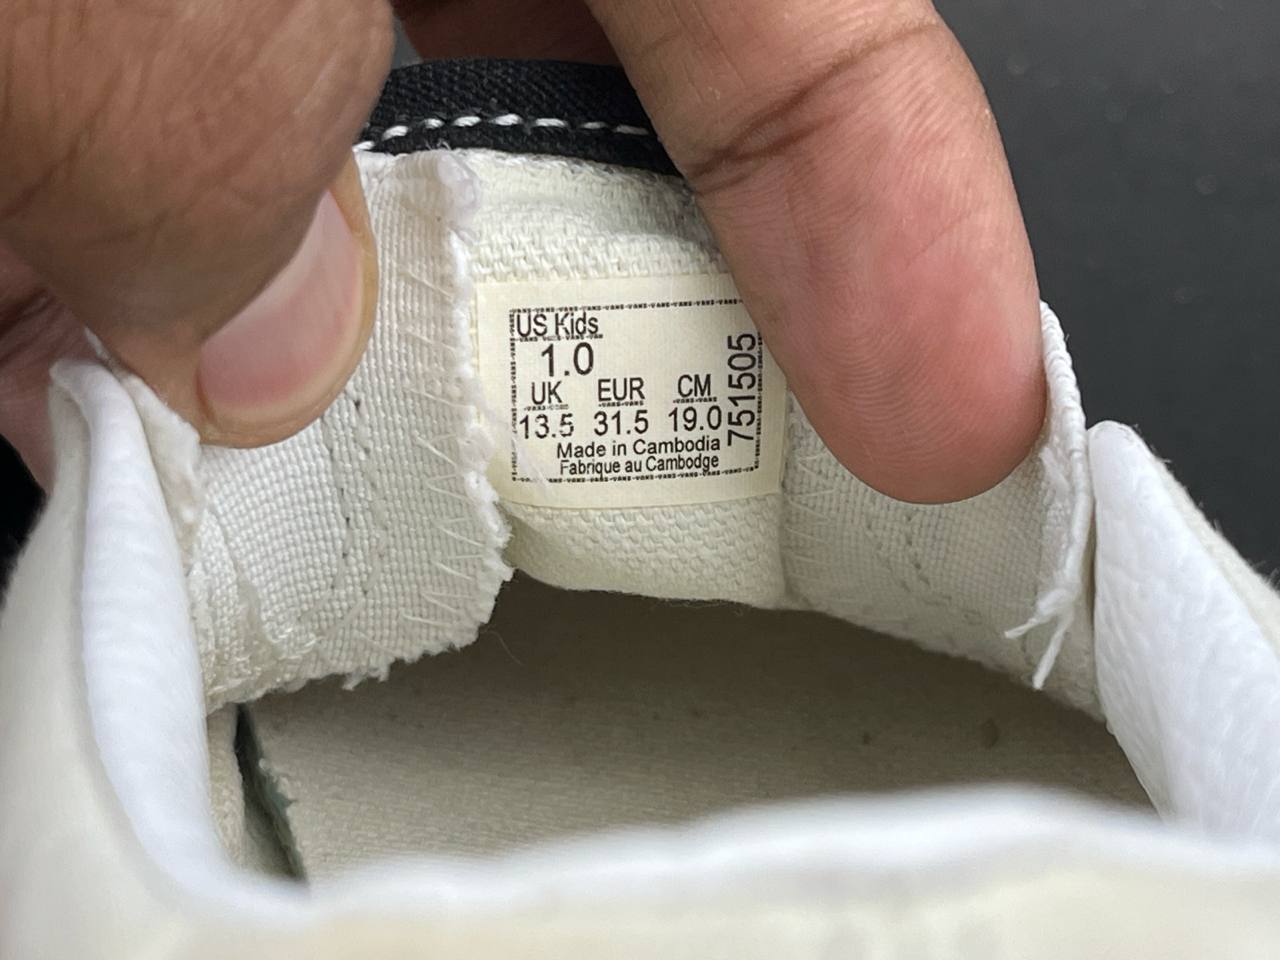 US Kids
1.0
UK EUR CM
13.5 31.5 19.0
Made in Cambodia
Fabrique au Cambodge
751505